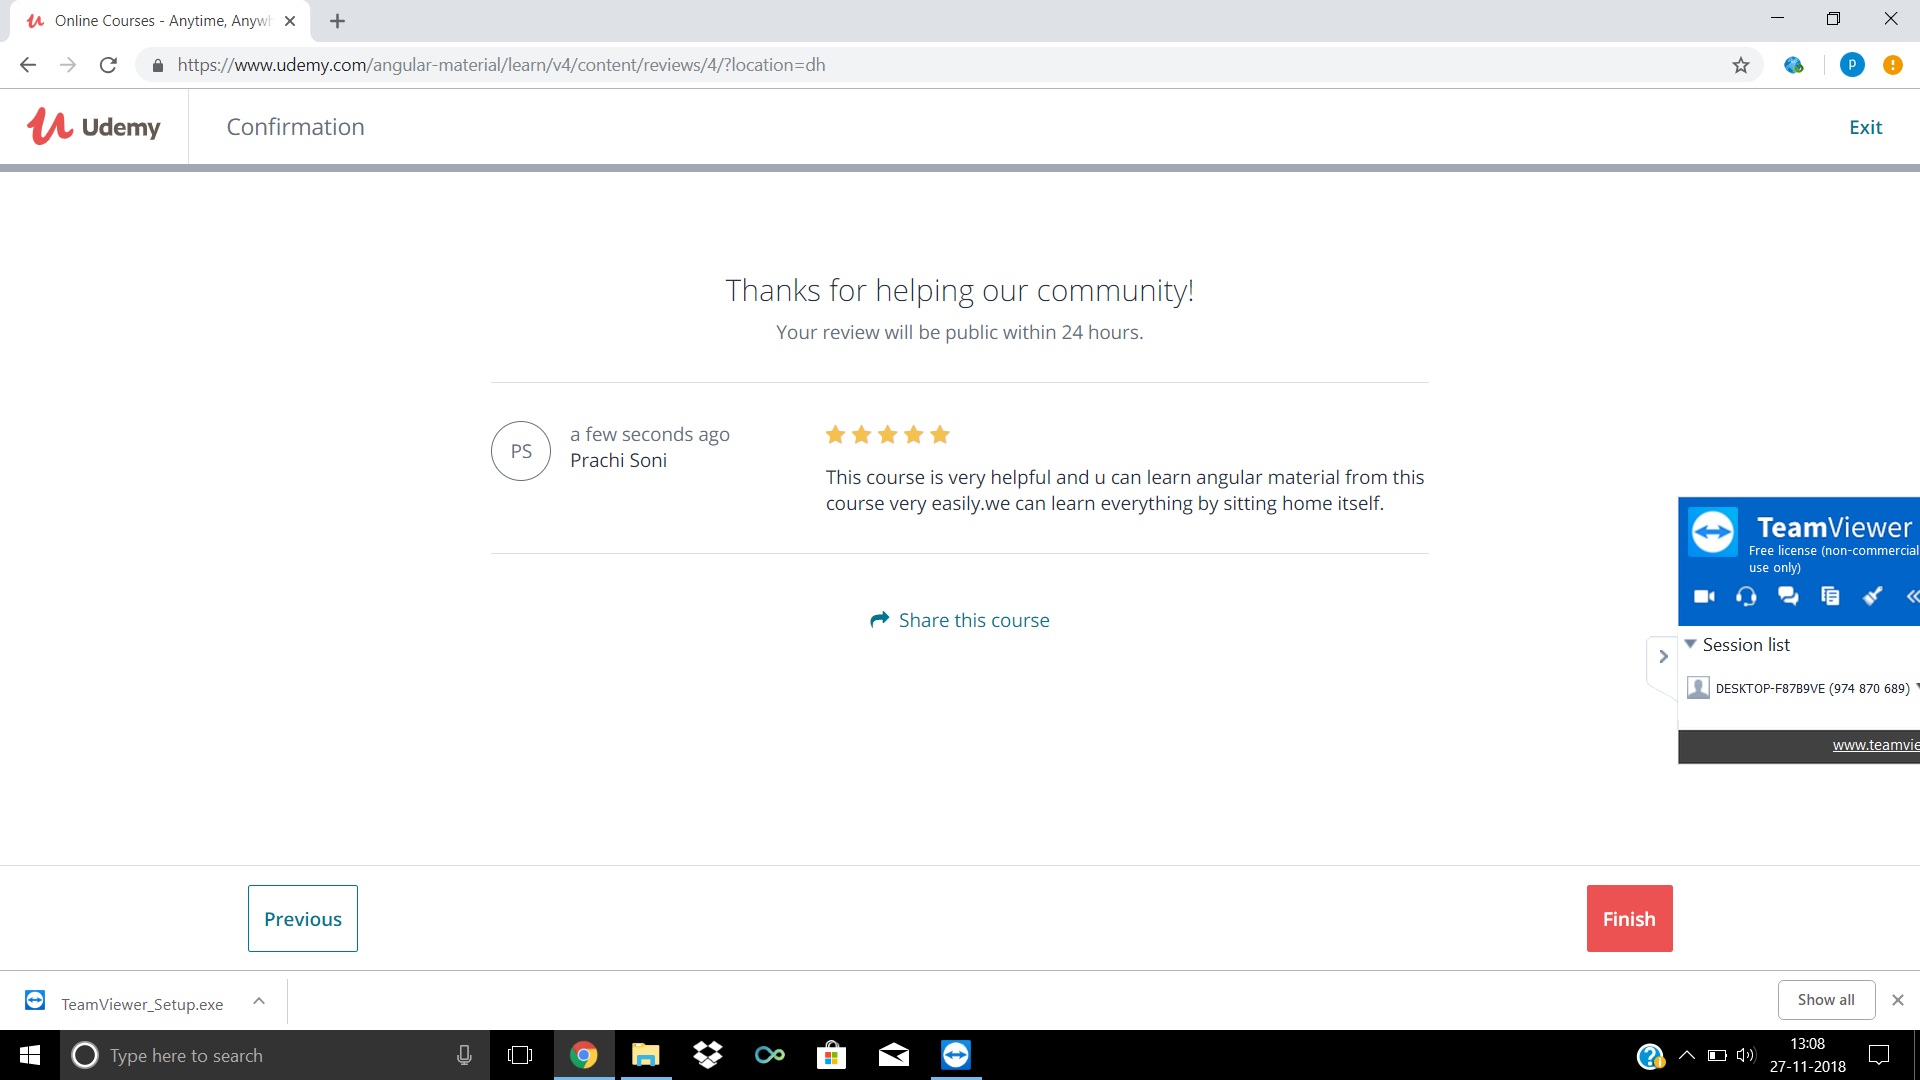 Online Courses - Anytime, Anywh
https://www.udemy.com/angular-material/learn/v4/content/reviews/4/?location=dh
P
Udemy
Confirmation
Exit
Thanks for helping our community!
Your review will be public within 24 hours.
PS
a few seconds ago
Prachi Soni
This course is very helpful and u can learn angular material from this
course very easily.we can learn everything by sitting home itself.
Share this course
TeamViewer
Free license (non-commercial
use only)
Session list
DESKTOP-F87B9VE (974 870 689)
www.teamvie
Previous
Finish
TeamViewer_Setup.exe
Show all
Type here to search
13:08
27-11-2018